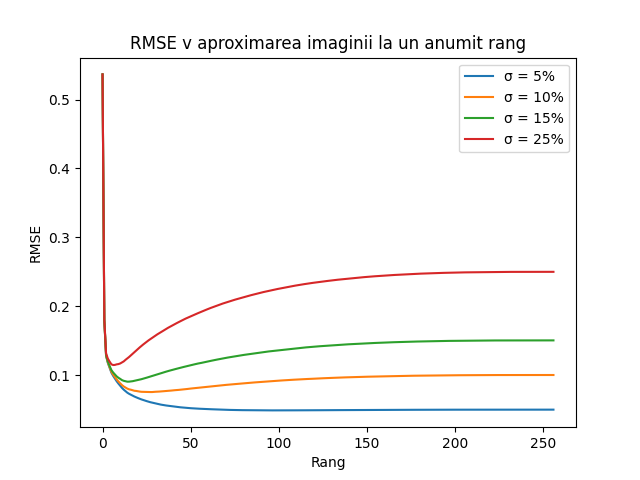 RMSE v aproximarea imaginii la un anumit rang
σ = 5%
σ = 10%
σ = 15%
σ = 25%
RMSE
0.5
0.4
0.3
0.2
0.1
0 50 100 150 200 250
Rang